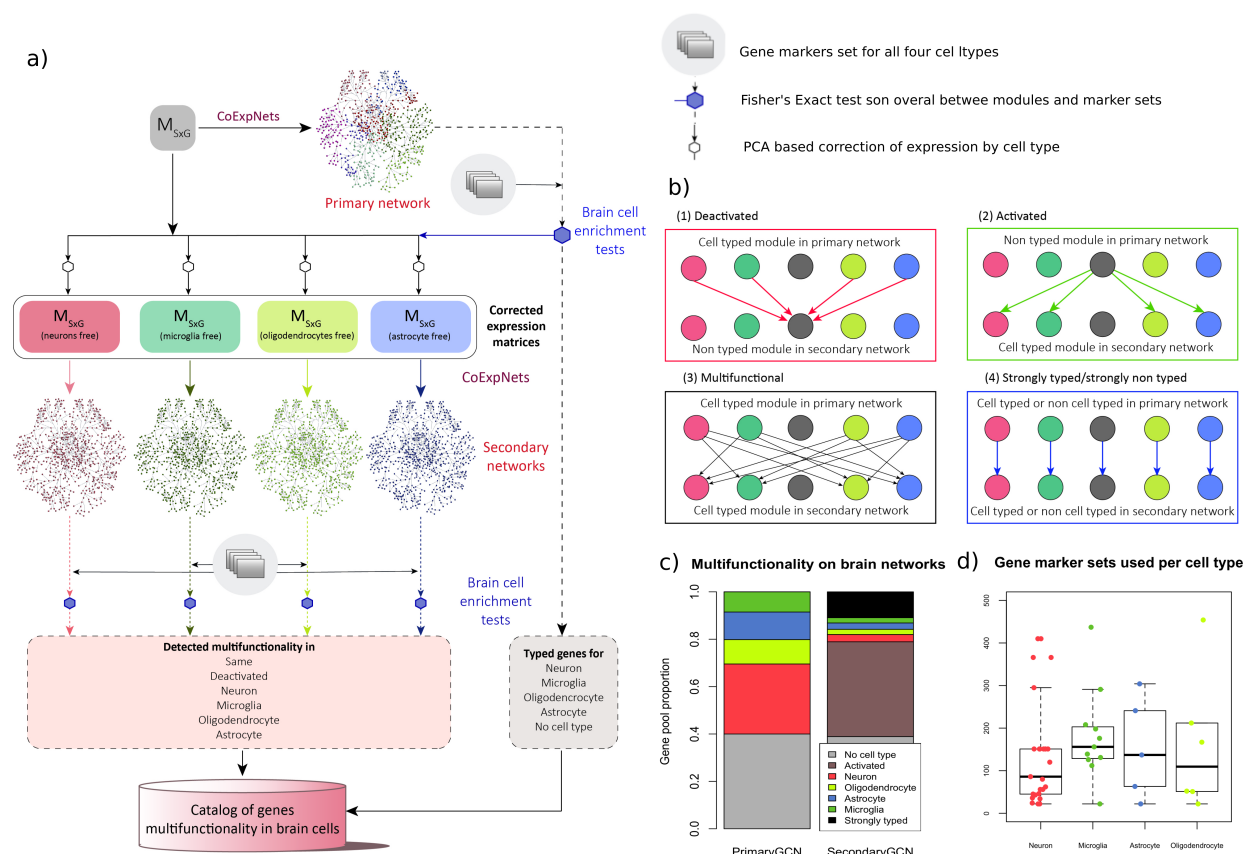 a)
Gene markers set for all four cel ltypes
Fisher's Exact test son overal betwee modules and marker sets
PCA based correction of expression by cell type
M SxG
CoExpNets
Primary network
Brain cell
enrichment
tests
M SxG
(neurons free)
M SxG
(microglia free)
M SxG
(oligodendrocytes free)
M SxG
(astrocyte free)
Corrected
expression
matrices
CoExpNets
Secondary
networks
Brain cell
enrichment
tests
Detected multifunctionality in
Same
Deactivated
Neuron
Microglia
Oligodendrocyte
Astrocyte
Typed genes for
Neuron
Microglia
Oligodencrocyte
Astrocyte
No cell type
Catalog of genes
multifunctionality in brain cells
b)
(1) Deactivated
Cell typed module in primary network
Non typed module in secondary network
(2) Activated
Non typed module in primary network
Cell typed module in secondary network
(3) Multifunctional
Cell typed module in primary network
Cell typed module in secondary network
(4) Strongly typed/strongly non typed
Cell typed or non cell typed in primary network
Cell typed or non cell typed in secondary network
c)
Multifunctionality on brain networks
Gene pool proportion
1.0
0.8
0.6
0.4
0.2
0.0
No cell type
Activated
Neuron
Oligodendrocyte
Astrocyte
Microglia
Strongly typed
PrimaryGCN
SecondaryGCN
d)
Gene marker sets used per cell type
500
400
300
200
100
0
Neuron
Microglia
Astrocyte
Oligodendrocyte